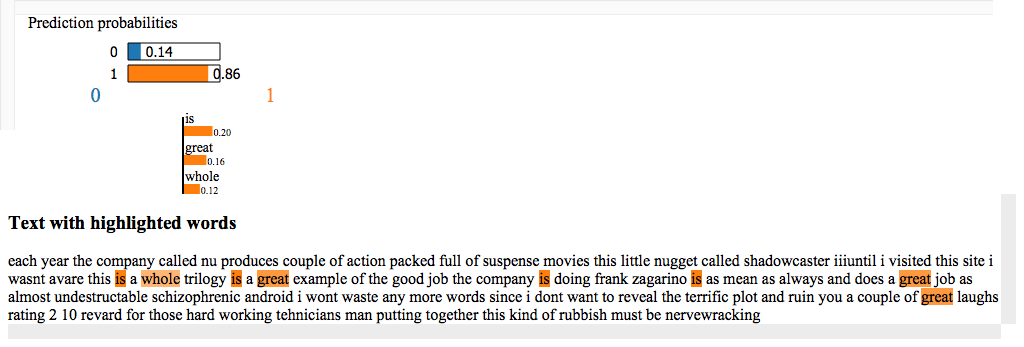 Prediction probabilities
0 0.14
1 0.86
0 1
is
0.20
great
0.16
whole
0.12
Text with highlighted words
each year the company called nu produces couple of action packed full of suspense movies this little nugget called shadowcaster iiiuntil i visited this site i
wasnt avare this is a whole trilogy is a great example of the good job the company is doing frank zagarino is as mean as always and does a great job as
almost undestructable schizophrenic android i wont waste any more words since i dont want to reveal the terrific plot and ruin you a couple of great laughs
rating 2 10 revard for those hard working tehnicians man putting together this kind of rubbish must be nervewracking